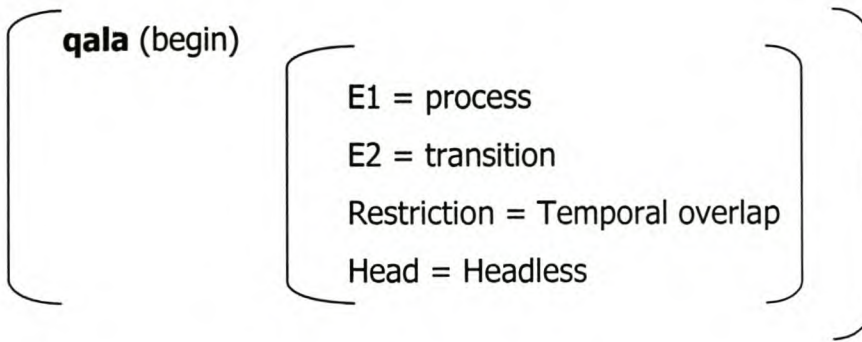 qala (begin)
E1 = process
E2 = transition
Restriction = Temporal overlap
Head = Headless